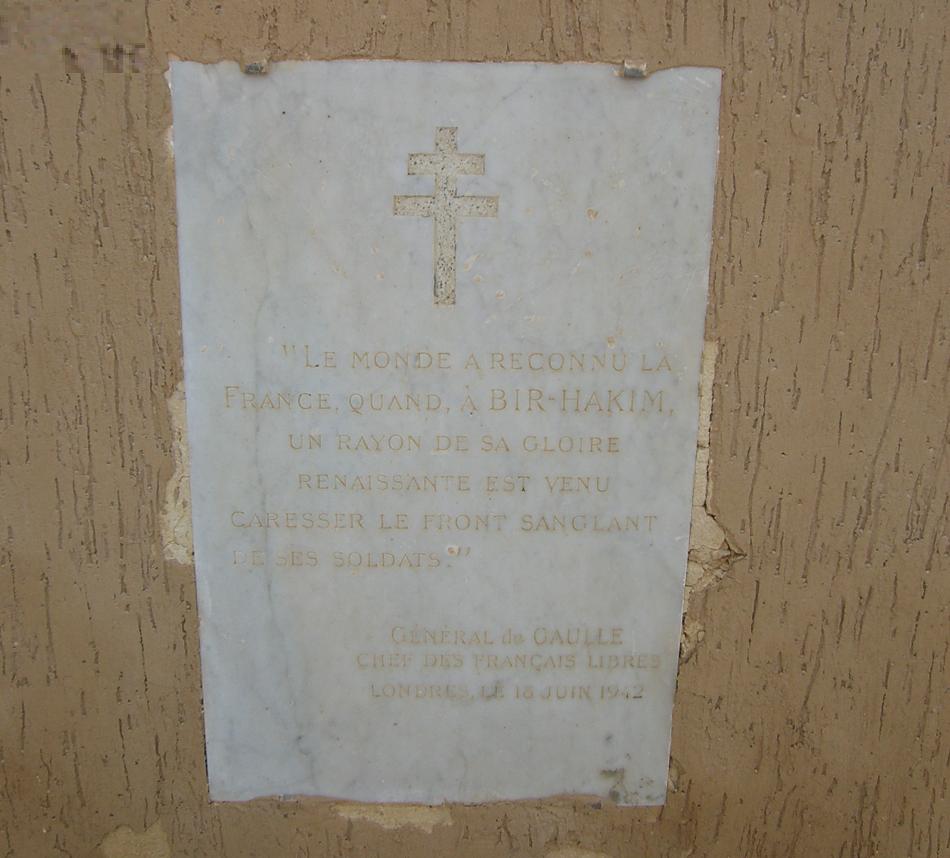 "LE MONDE A RECONNU LA
FRANCE, QUAND, À BIR-HAKIM,
UN RAYON DE SA GLOIRE
RENAISSANTE EST VENU
CARESSER LE FRONT SANGLANT
DE SES SOLDATS."
GÉNÉRAL de GAULLE
CHEF DES FRANÇAIS LIBRES
LONDRES, LE 18 JUIN 1942